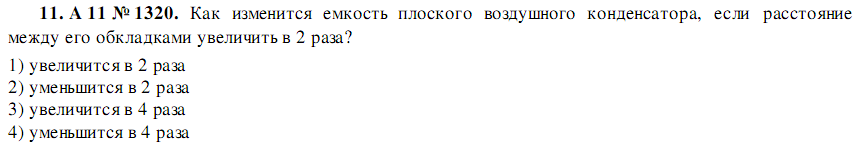 11. А 11 № 1320. Как изменится емкость плоского воздушного конденсатора, если расстояние
между его обкладками увеличить в 2 раза?
1) увеличится в 2 раза
2) уменьшится в 2 раза
3) увеличится в 4 раза
4) уменьшится в 4 раза